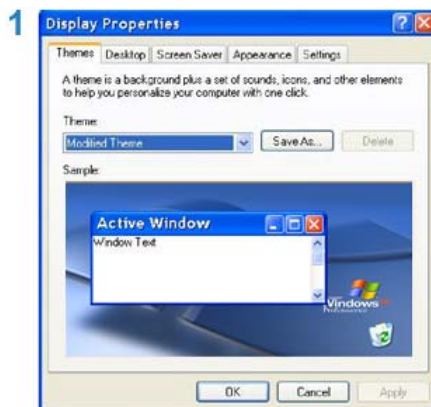 1
Display Properties
Themes Desktop Screen Saver Appearance Settings
A theme is a background plus a set of sounds, icons, and other elements
to help you personalize your computer with one click.
Theme:
Modified Theme Save As... Delete
Sample:
Active Window
Window Text
Windows xp
Professional
OK Cancel Apply